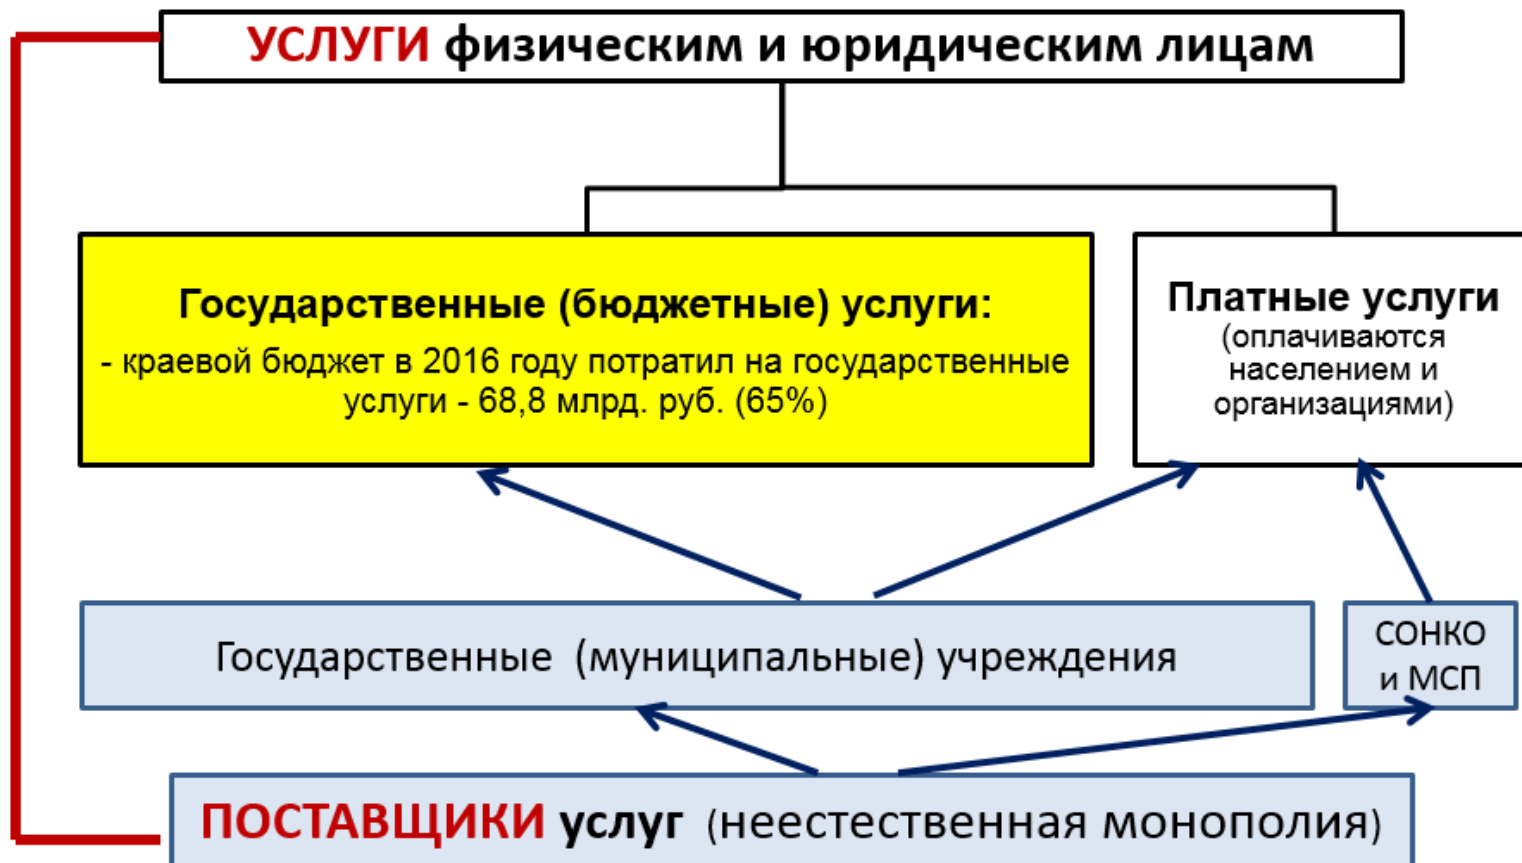 УСЛУГИ физическим и юридическим лицам
Государственные (бюджетные) услуги:
- краевой бюджет в 2016 году потратил на государственные
услуги - 68,8 млрд. руб. (65%)
Платные услуги
(оплачиваются
населением и
организациями)
Государственные (муниципальные) учреждения
СОНКО
и МСП
ПОСТАВЩИКИ услуг (неестественная монополия)